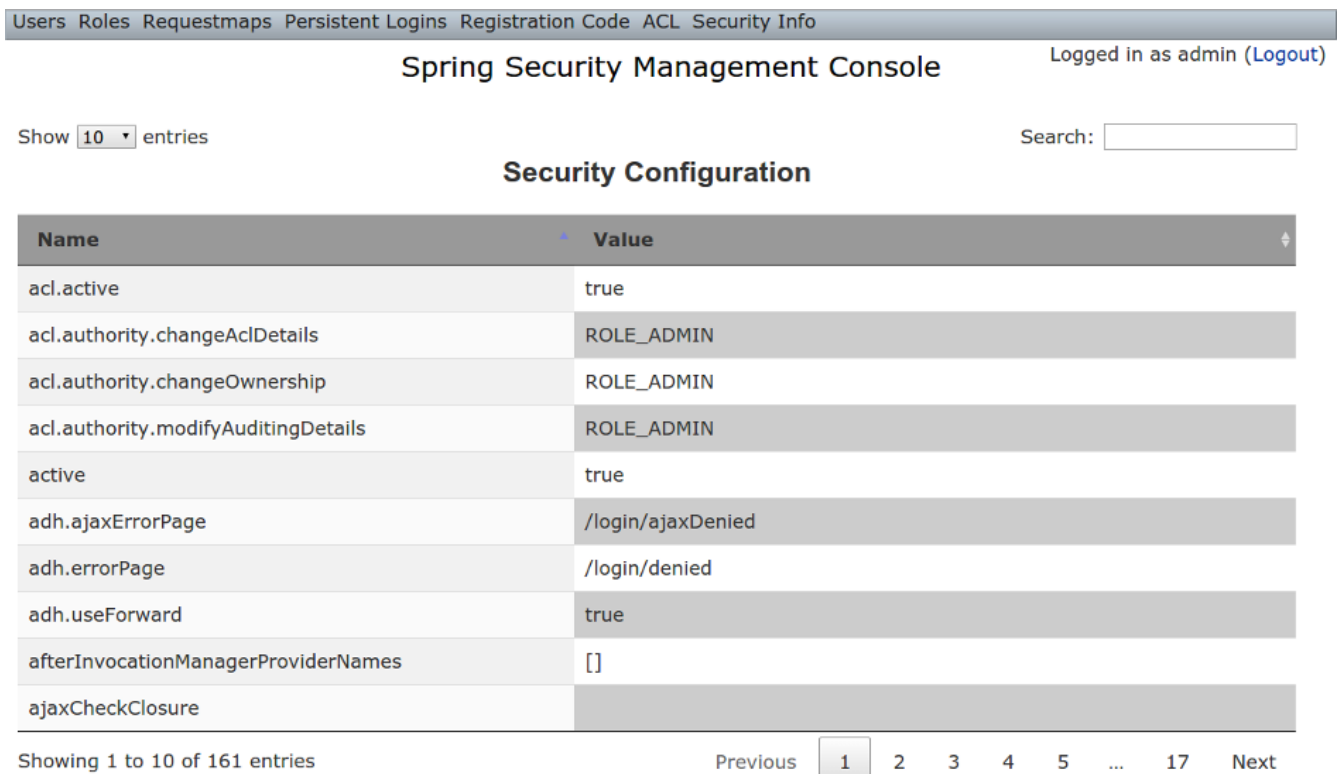 Users Roles Requestmaps Persistent Logins Registration Code ACL Security Info
Logged in as admin (Logout)
Spring Security Management Console
Show 10 entries Search:
Security Configuration
Name Value
acl.active true
acl.authority.changeAclDetails ROLE_ADMIN
acl.authority.changeOwnership ROLE_ADMIN
acl.authority.modifyAuditingDetails ROLE_ADMIN
active true
adh.ajaxErrorPage /login/ajaxDenied
adh.errorPage /login/denied
adh.useForward true
afterInvocationManagerProviderNames []
ajaxCheckClosure
Showing 1 to 10 of 161 entries Previous 1 2 3 4 5 ... 17 Next